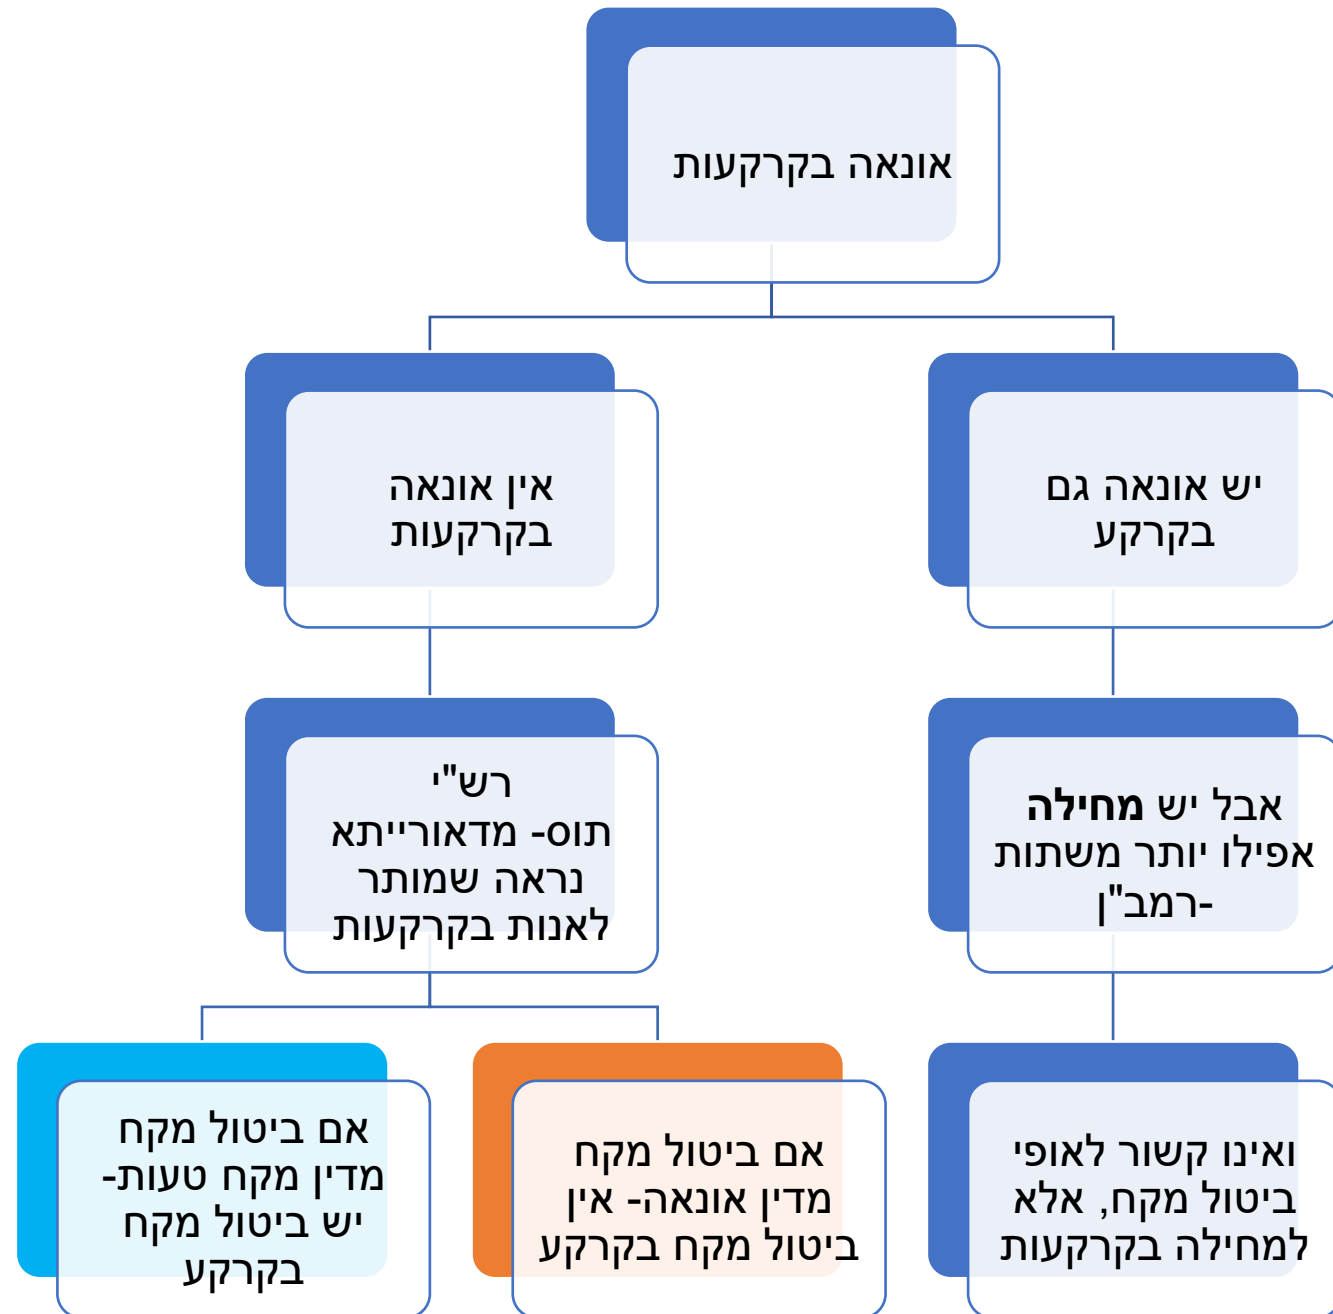 אונאה בקרקעות
יש אונאה גם
בקרקע
אין אונאה
בקרקעות
אבל יש מחילה
אפילו יותר משתות
-רמב"ן
רש"י
תוס- מדאורייתא
נראה שמותר
לאנות בקרקעות
ואינו קשור לאופי
ביטול מקח, אלא
למחילה בקרקעות
אם ביטול מקח
מדין אונאה- אין
ביטול מקח בקרקע
אם ביטול מקח
מדין מקח טעות-
יש ביטול מקח
בקרקע